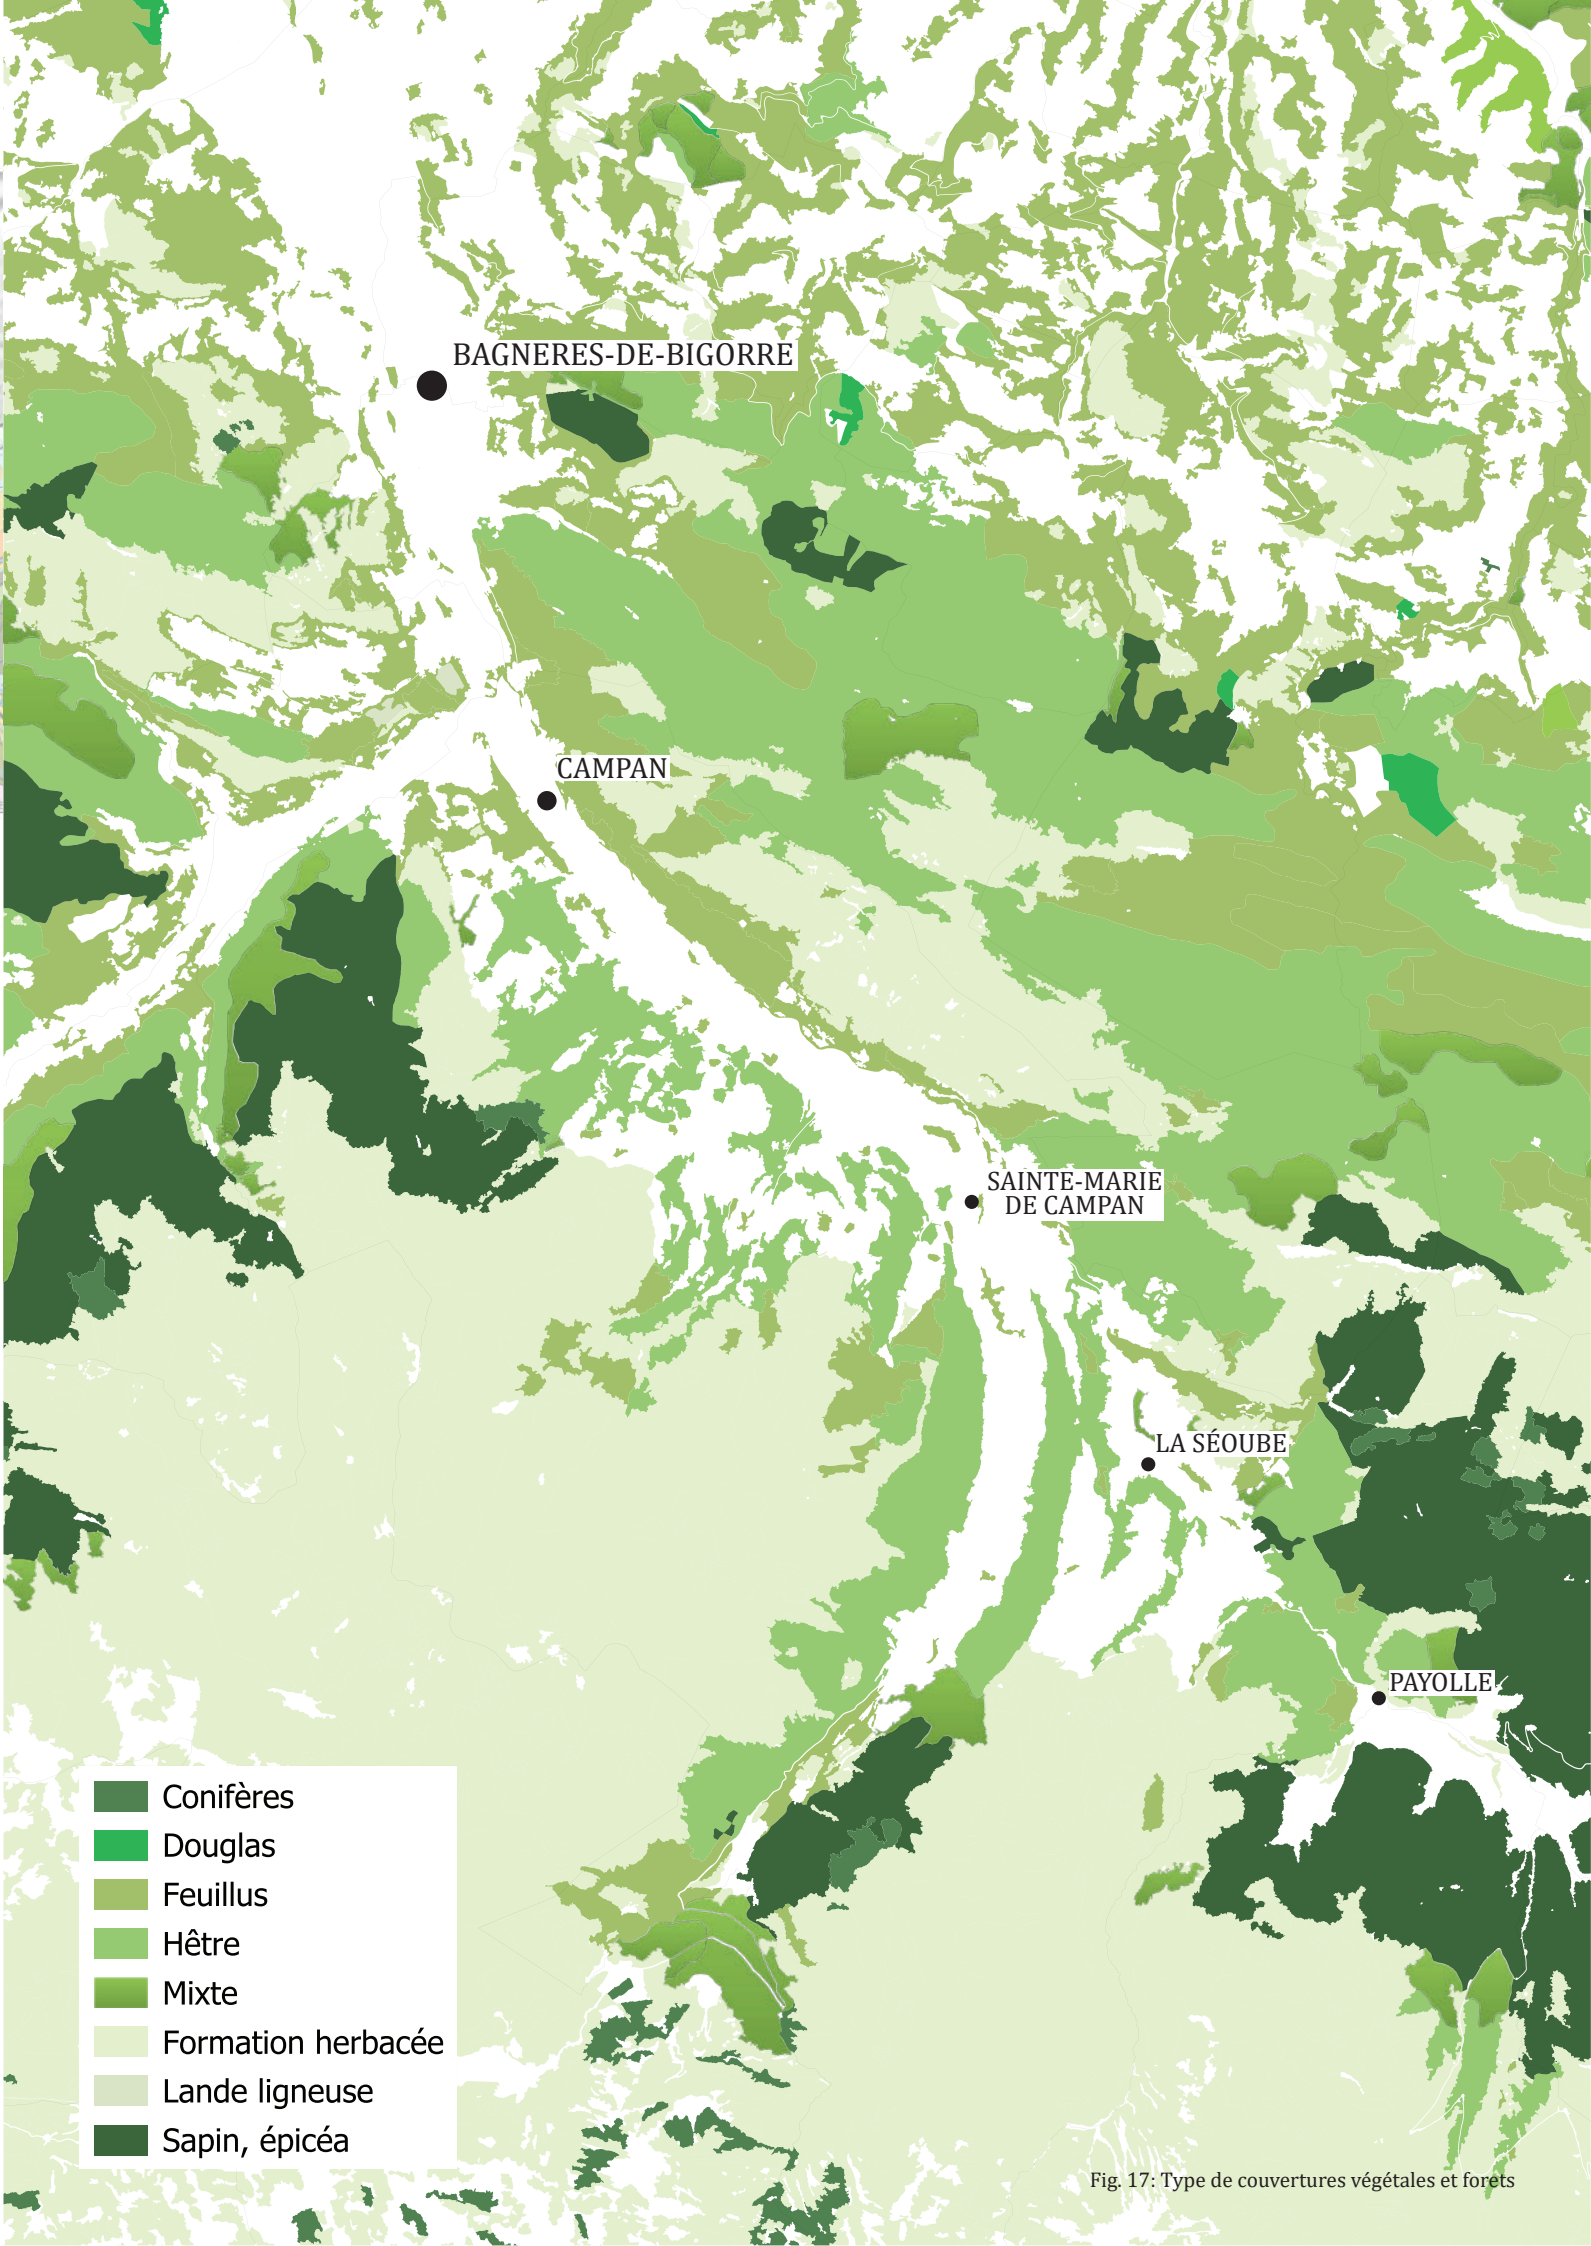 BAGNERES-DE-BIGORRE
CAMPAN
SAINTE-MARIE
DE CAMPAN
LA SÉOUBE
PAYOLLE
Conifères
Douglas
Feuillus
Hêtre
Mixte
Formation herbacée
Lande ligneuse
Sapin, épicéa
Fig. 17: Type de couvertures végétales et forets